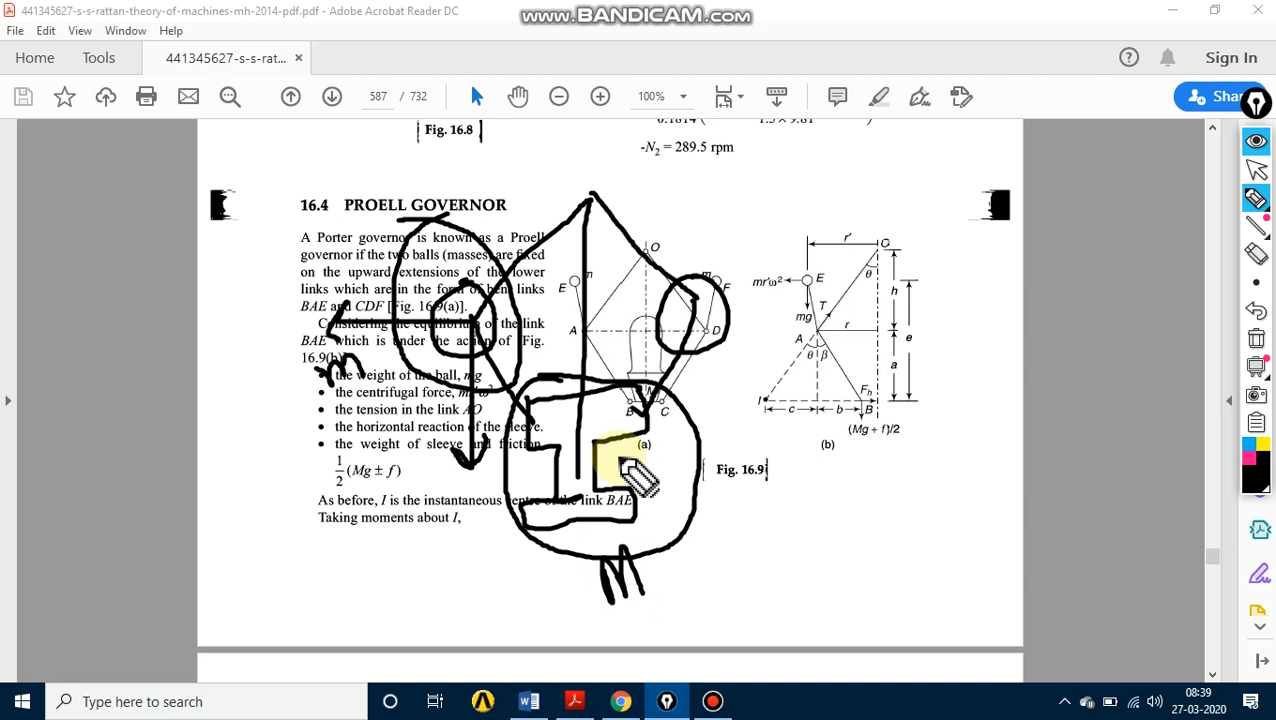 441345627-s-s-rattan-theory-of-machines-mh-2014-pdf.pdf - Adobe Acrobat Reader DC
www.BANDICAM.com
File Edit View Window Help
Home Tools 441345627-s-s-rat... × Sign In
587 / 732 100% Shar
Fig. 16.8
-N2 = 289.5 rpm
16.4 PROELL GOVERNOR
A Porter governor is known as a Proell
governor if the two balls (masses) are fixed
on the upward extensions of the lower
links which are in the form of bent links
BAE and CDF [Fig. 16.9(a)].
Considering the equilibrium of the link
BAE which is under the action of [Fig.
16.9(b)]
• the weight of the ball, mg
• the centrifugal force, mr'ω2
• the tension in the link AO
• the horizontal reaction of the sleeve.
• the weight of sleeve and friction,
1/2 (Mg ± f)
As before, I is the instantaneous centre of the link BAE
Taking moments about I,
O
m m
E F
A D
M
B C
(a)
r'
G
θ
mr'ω2 E
h
mg T
r e
A
θ β a
Fh
I c b B
(Mg + f)/2
(b)
Fig. 16.9
m
M
Type here to search
08:39
27-03-2020